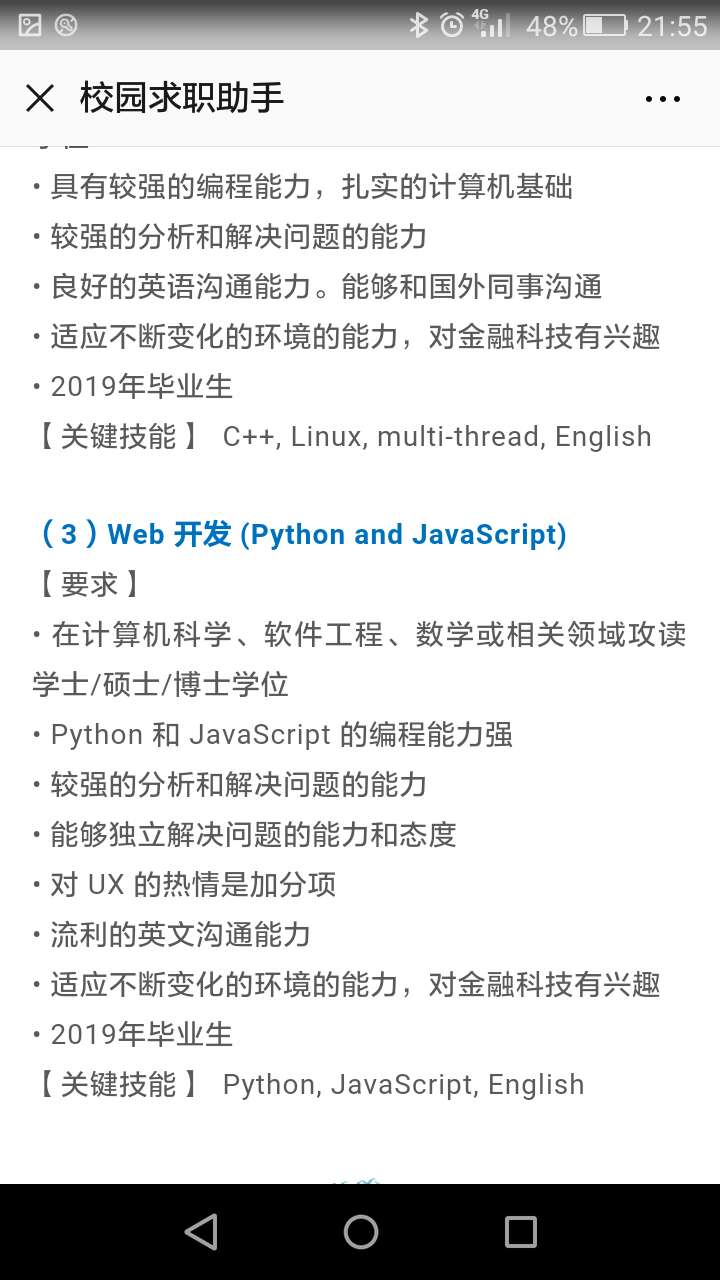 4G
48%
21:55
校园求职助手
• 具有较强的编程能力，扎实的计算机基础
• 较强的分析和解决问题的能力
• 良好的英语沟通能力。能够和国外同事沟通
• 适应不断变化的环境的能力，对金融科技有兴趣
• 2019年毕业生
【 关键技能 】 C++, Linux, multi-thread, English
（3）Web 开发 (Python and JavaScript)
【 要求 】
• 在计算机科学、软件工程、数学或相关领域攻读
学士/硕士/博士学位
• Python 和 JavaScript 的编程能力强
• 较强的分析和解决问题的能力
• 能够独立解决问题的能力和态度
• 对 UX 的热情是加分项
• 流利的英文沟通能力
• 适应不断变化的环境的能力，对金融科技有兴趣
• 2019年毕业生
【 关键技能 】 Python, JavaScript, English